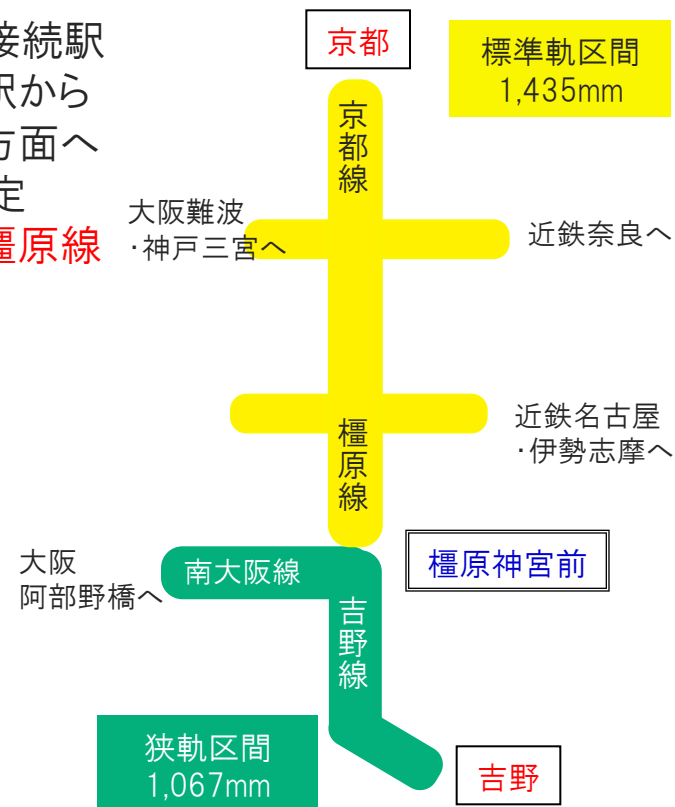 接続駅
駅から
方面へ
定
橿原線
京都
標準軌区間
1,435mm
京都線
大阪難波
・神戸三宮へ
近鉄奈良へ
近鉄名古屋
・伊勢志摩へ
橿原線
橿原神宮前
大阪
阿部野橋へ
南大阪線
吉野線
狭軌区間
1,067mm
吉野